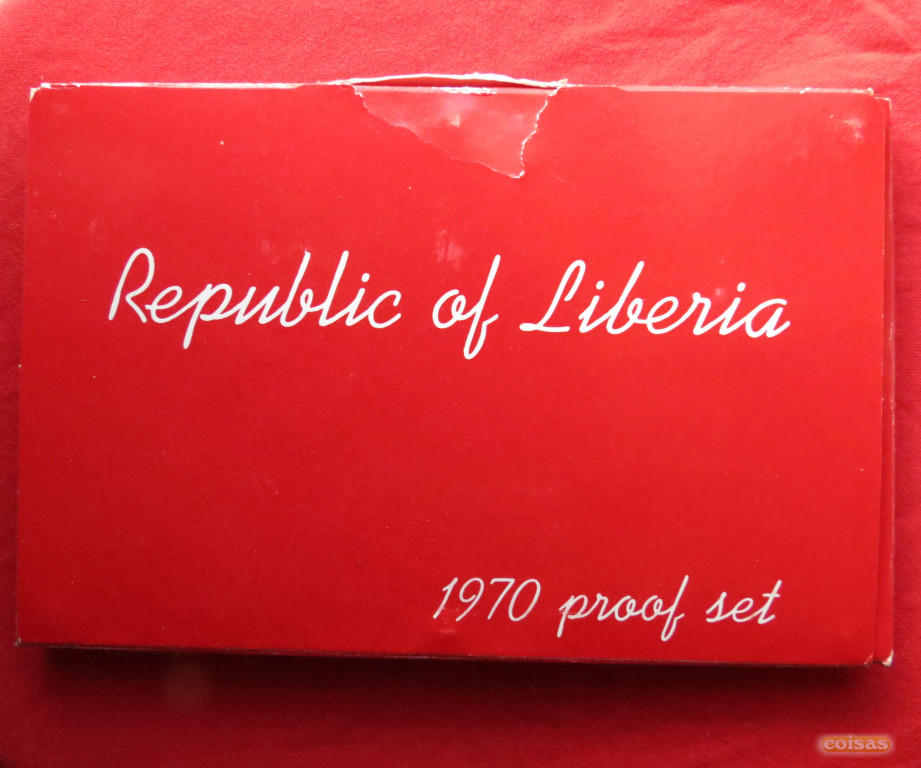 Republic of Liberia
1970 proof set
coisas